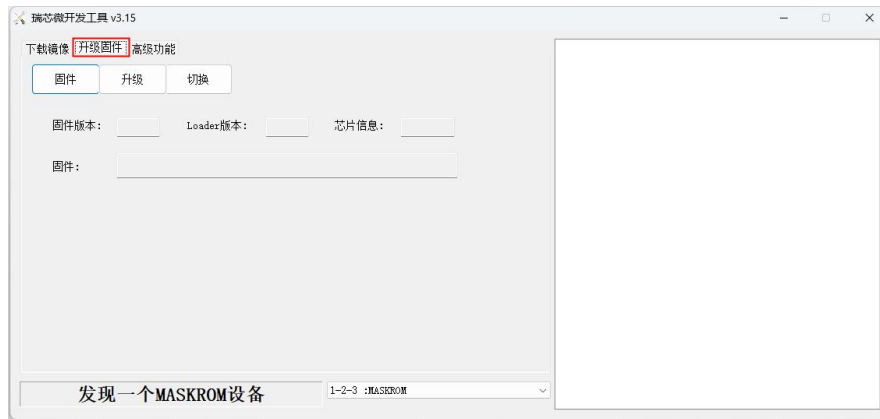 瑞芯微开发工具 v3.15
下载镜像 升级固件 高级功能
固件 升级 切换
固件版本： Loader版本： 芯片信息：
固件：
发现一个MASKROM设备 1-2-3 :MASKROM